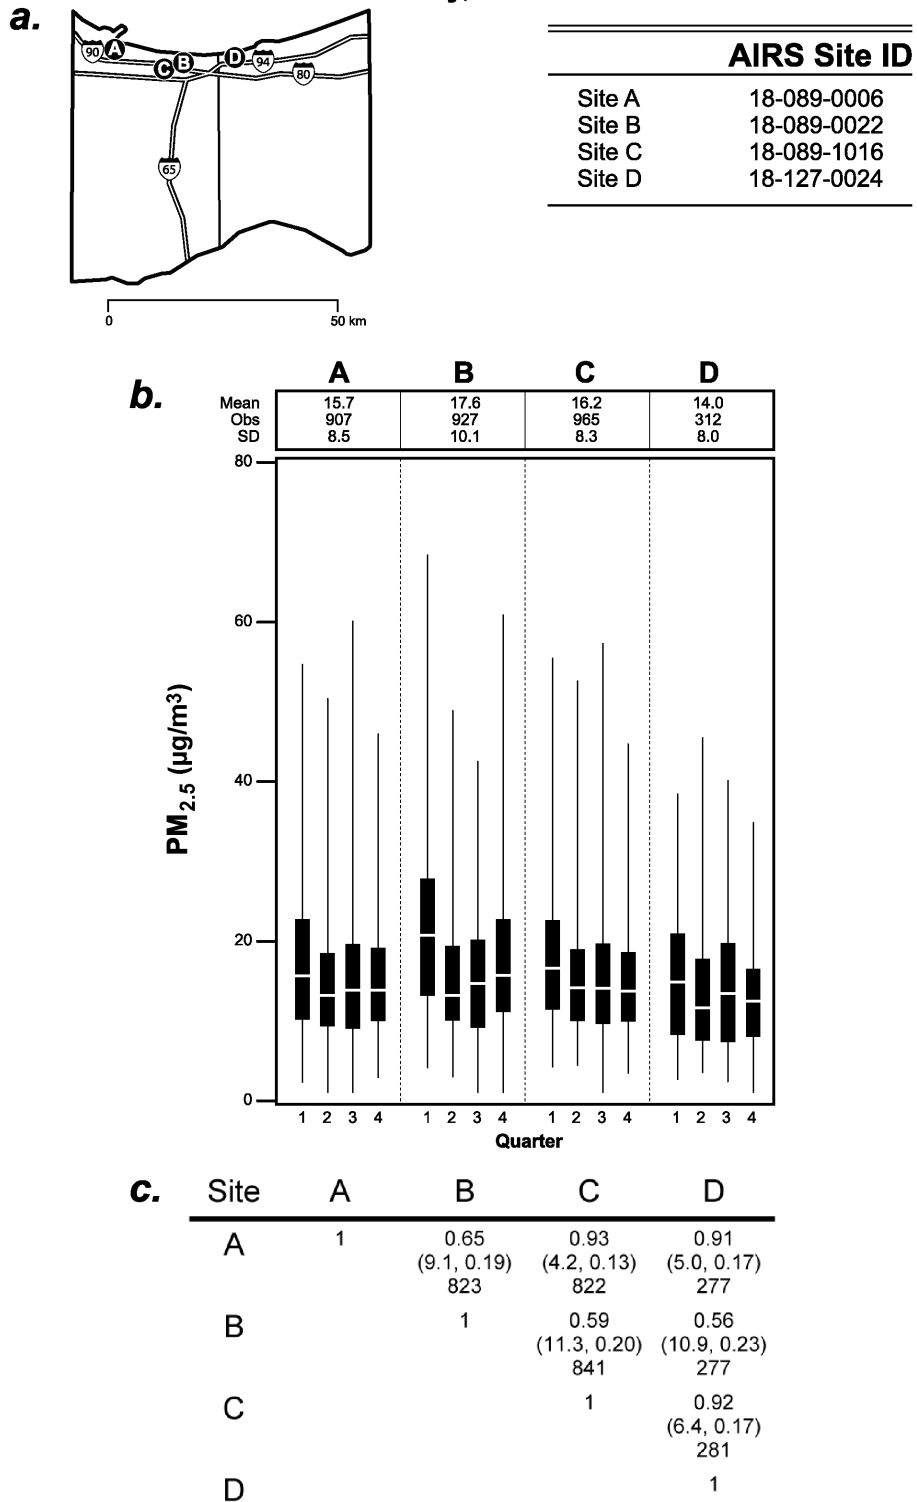 a.
90
A
C
B
D
94
80
65
0
50 km
AIRS Site ID
Site A 18-089-0006
Site B 18-089-0022
Site C 18-089-1016
Site D 18-127-0024
b.
A B C D
Mean 15.7 17.6 16.2 14.0
Obs 907 927 965 312
SD 8.5 10.1 8.3 8.0
80
60
40
20
0
PM2.5 (µg/m3)
1 2 3 4 1 2 3 4 1 2 3 4 1 2 3 4
Quarter
c.
Site A B C D
A 1 0.65 0.93 0.91
(9.1, 0.19) (4.2, 0.13) (5.0, 0.17)
823 822 277
B 1 0.59 0.56
(11.3, 0.20) (10.9, 0.23)
841 277
C 1 0.92
(6.4, 0.17)
281
D 1